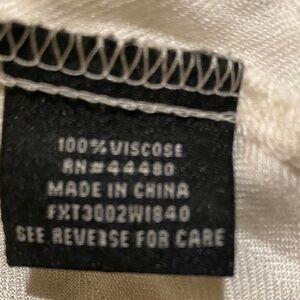 100% VISCOSE
RN#44480
MADE IN CHINA
FXT3002W1840
SEE REVERSE FOR CARE